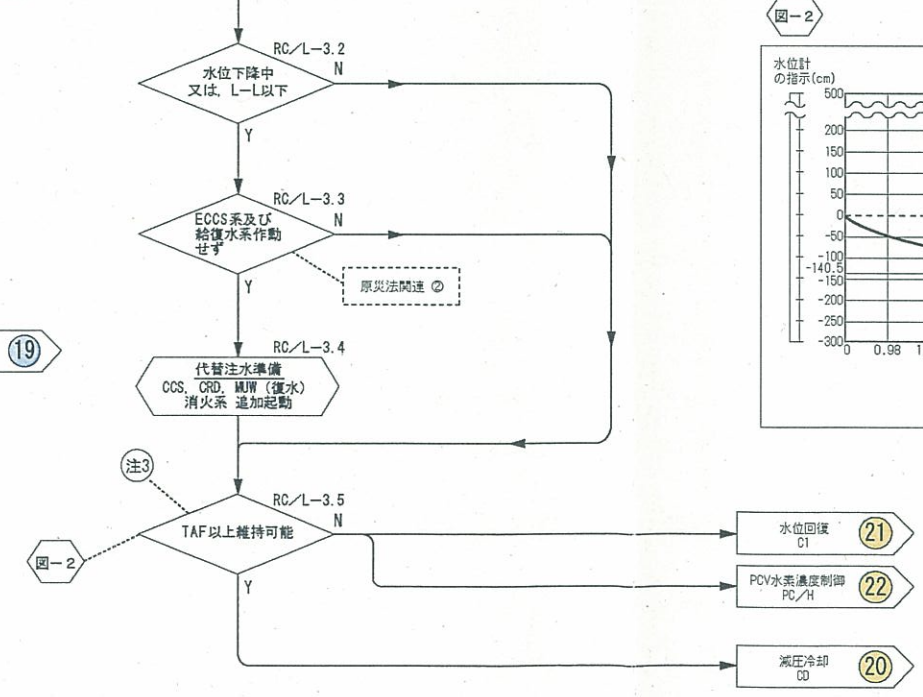 RC/L-3.2
水位下降中
又は, L-L以下
N
Y
RC/L-3.3
ECCS系及び
給復水系作動
せず
N
Y
原災法関連 ②
19
RC/L-3.4
代替注水準備
CCS, CRD, MUW (復水)
消火系 追加起動
注3
RC/L-3.5
TAF以上維持可能
N
Y
図-2
水位回復
C1
21
PCV水素濃度制御
PC/H
22
減圧冷却
CD
20
図-2
水位計
の指示(cm)
500
200
150
100
50
0
-50
-100
-140.5
-150
-200
-250
-300
0 0.98 1